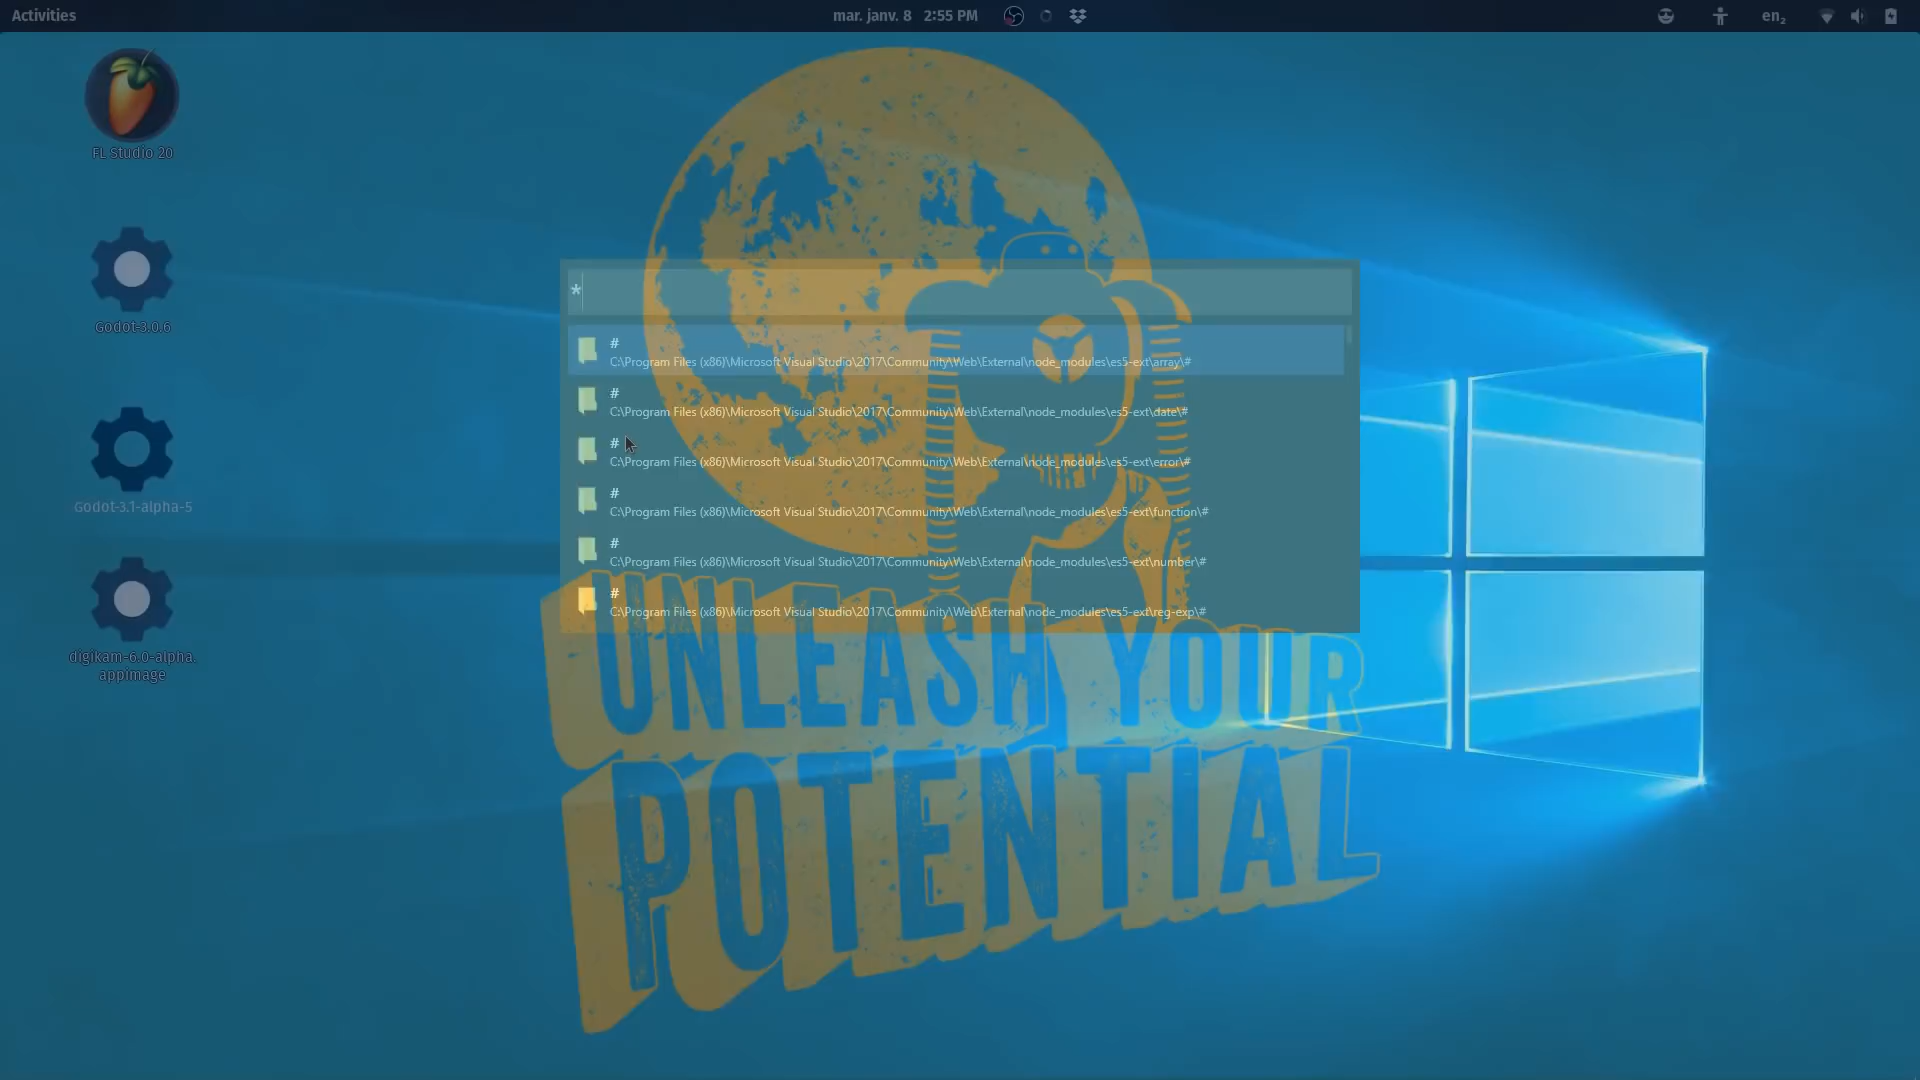 Activities
mar. janv. 8 2:55 PM
en₂
FL Studio 20
Godot-3.0.6
Godot-3.1-alpha-5
digikam-6.0-alpha.
appimage
*
#
C:\Program Files (x86)\Microsoft Visual Studio\2017\Community\Web\External\node_modules\es5-ext\array\#
#
C:\Program Files (x86)\Microsoft Visual Studio\2017\Community\Web\External\node_modules\es5-ext\date\#
#
C:\Program Files (x86)\Microsoft Visual Studio\2017\Community\Web\External\node_modules\es5-ext\error\#
#
C:\Program Files (x86)\Microsoft Visual Studio\2017\Community\Web\External\node_modules\es5-ext\function\#
#
C:\Program Files (x86)\Microsoft Visual Studio\2017\Community\Web\External\node_modules\es5-ext\number\#
#
C:\Program Files (x86)\Microsoft Visual Studio\2017\Community\Web\External\node_modules\es5-ext\reg-exp\#
UNLEASH YOUR
POTENTIAL